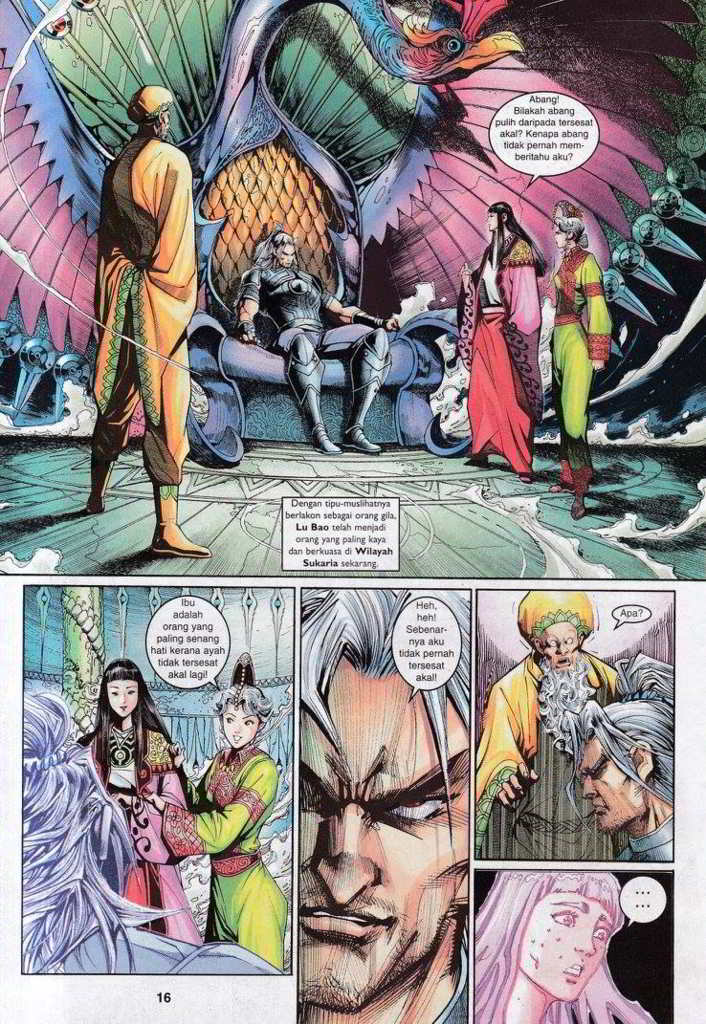 Abang!
Bilakah abang
pulih daripada tersesat
akal? Kenapa abang
tidak pernah mem-
beritahu aku?
Dengan tipu-muslihatnya
berlakon sebagai orang gila,
Lu Bao telah menjadi
orang yang paling kaya
dan berkuasa di Wilayah
Sukaria sekarang.
Ibu
adalah
orang yang
paling senang
hati kerana ayah
tidak tersesat
akal lagi!
Heh,
heh!
Sebenar-
nya aku tidak
pernah tersesat
akal!
Apa?
...
...
16